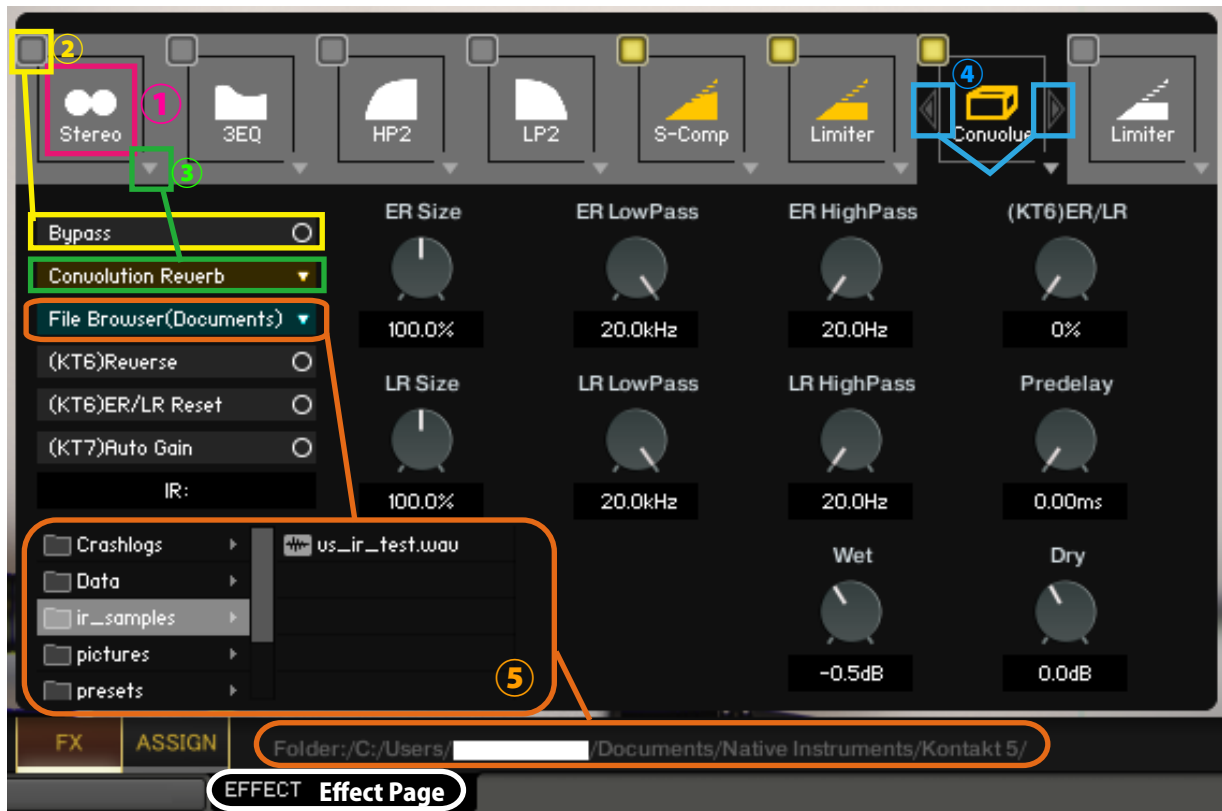 ② ④
① ③
Stereo 3EQ HP2 LP2 S-Comp Limiter Convolue Limiter
ER Size ER LowPass ER HighPass (KT6)ER/LR
Bypass
Convolution Reverb
File Browser(Documents)
100.0% 20.0kHz 20.0Hz 0%
(KT6)Reverse
LR Size LR LowPass LR HighPass Predelay
(KT6)ER/LR Reset
(KT7)Auto Gain
IR:
100.0% 20.0kHz 20.0Hz 0.00ms
Crashlogs us_ir_test.wav
Wet Dry
Data
ir_samples
pictures
⑤
-0.5dB 0.0dB
presets
FX ASSIGN Folder:/C:/Users/ /Documents/Native Instruments/Kontakt 5/
EFFECT Effect Page